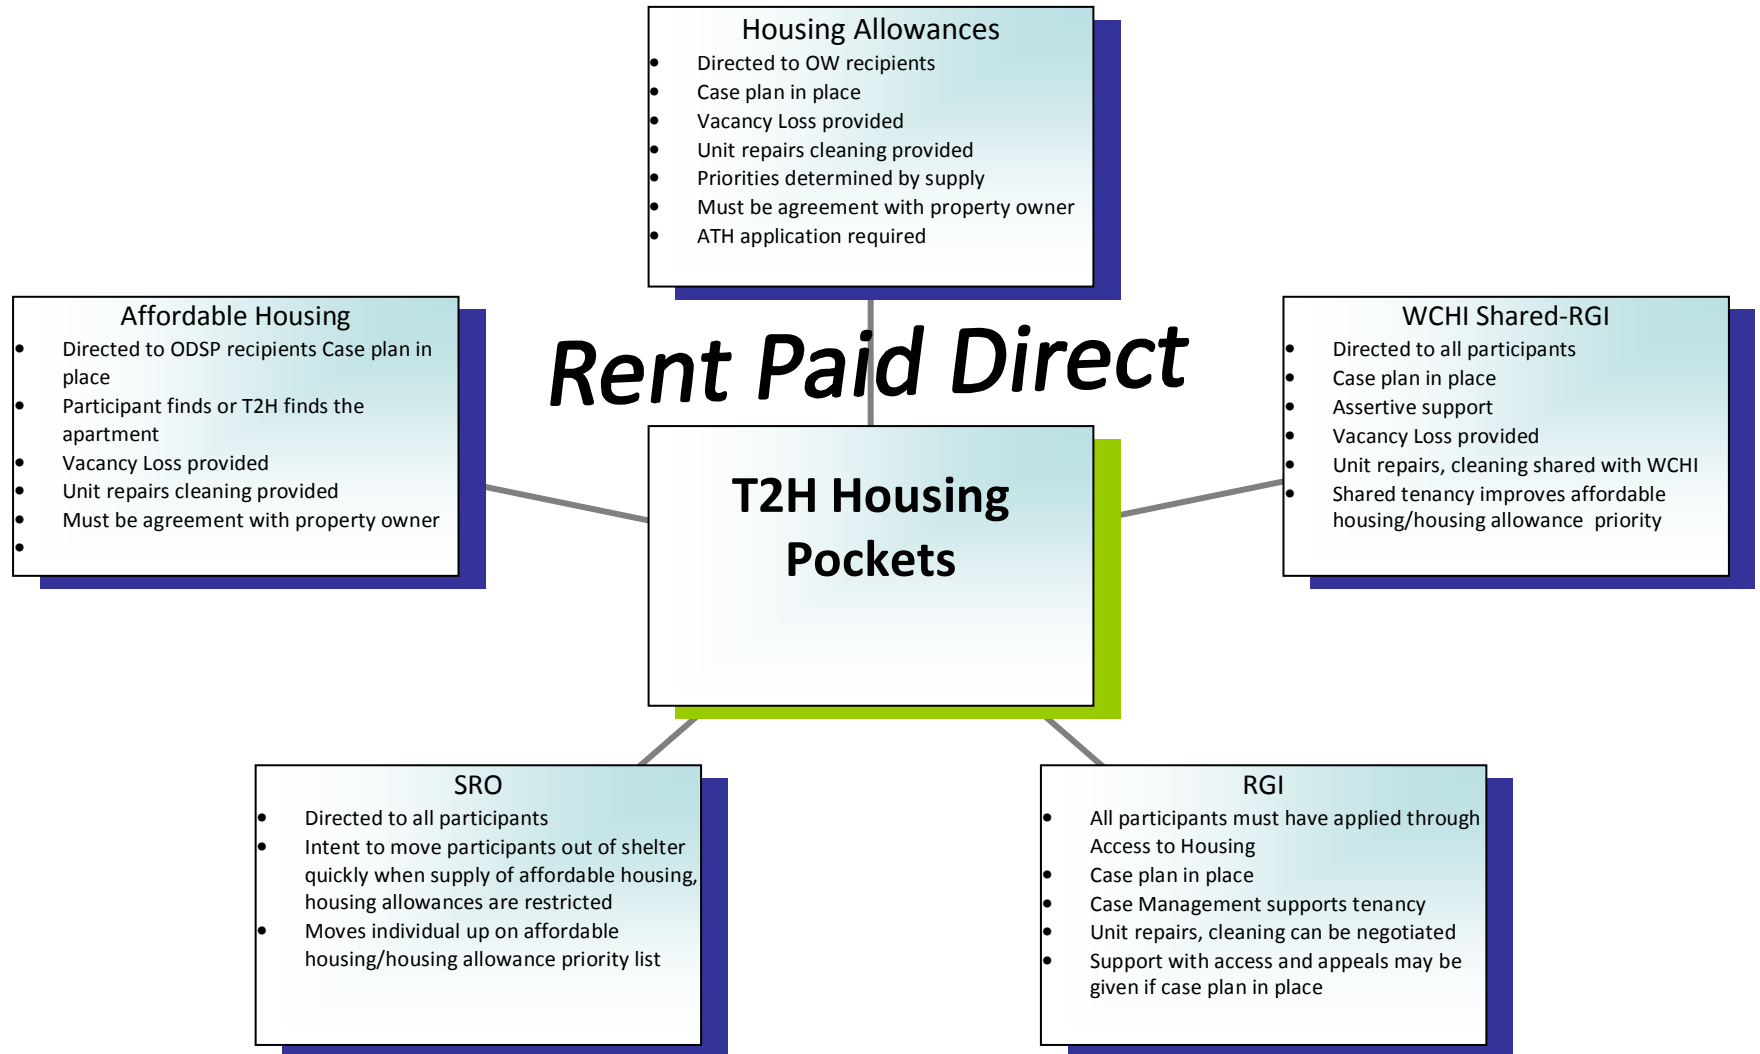 Housing Allowances
• Directed to OW recipients
• Case plan in place
• Vacancy Loss provided
• Unit repairs cleaning provided
• Priorities determined by supply
• Must be agreement with property owner
• ATH application required
Rent Paid Direct
Affordable Housing
• Directed to ODSP recipients Case plan in
place
• Participant finds or T2H finds the
apartment
• Vacancy Loss provided
• Unit repairs cleaning provided
• Must be agreement with property owner
•
WCHI Shared-RGI
• Directed to all participants
• Case plan in place
• Assertive support
• Vacancy Loss provided
• Unit repairs, cleaning shared with WCHI
• Shared tenancy improves affordable
housing/housing allowance  priority
T2H Housing
Pockets
SRO
• Directed to all participants
• Intent to move participants out of shelter
quickly when supply of affordable housing,
housing allowances are restricted
• Moves individual up on affordable
housing/housing allowance priority list
RGI
• All participants must have applied through
Access to Housing
• Case plan in place
• Case Management supports tenancy
• Unit repairs, cleaning can be negotiated
• Support with access and appeals may be
given if case plan in place